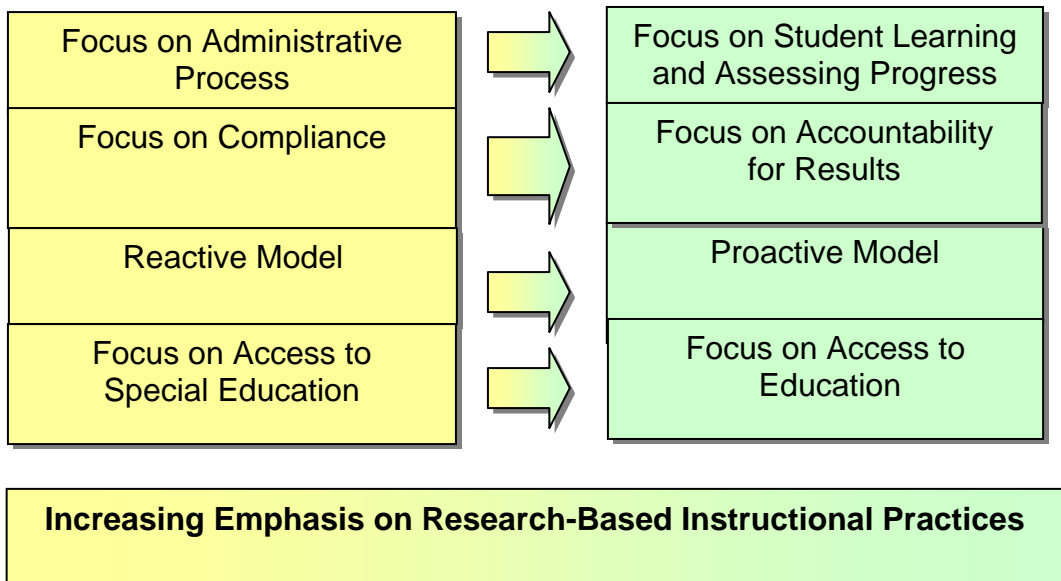 Focus on Administrative
Process
Focus on Student Learning
and Assessing Progress
Focus on Compliance
Focus on Accountability
for Results
Reactive Model
Proactive Model
Focus on Access to
Special Education
Focus on Access to
Education
Increasing Emphasis on Research-Based Instructional Practices